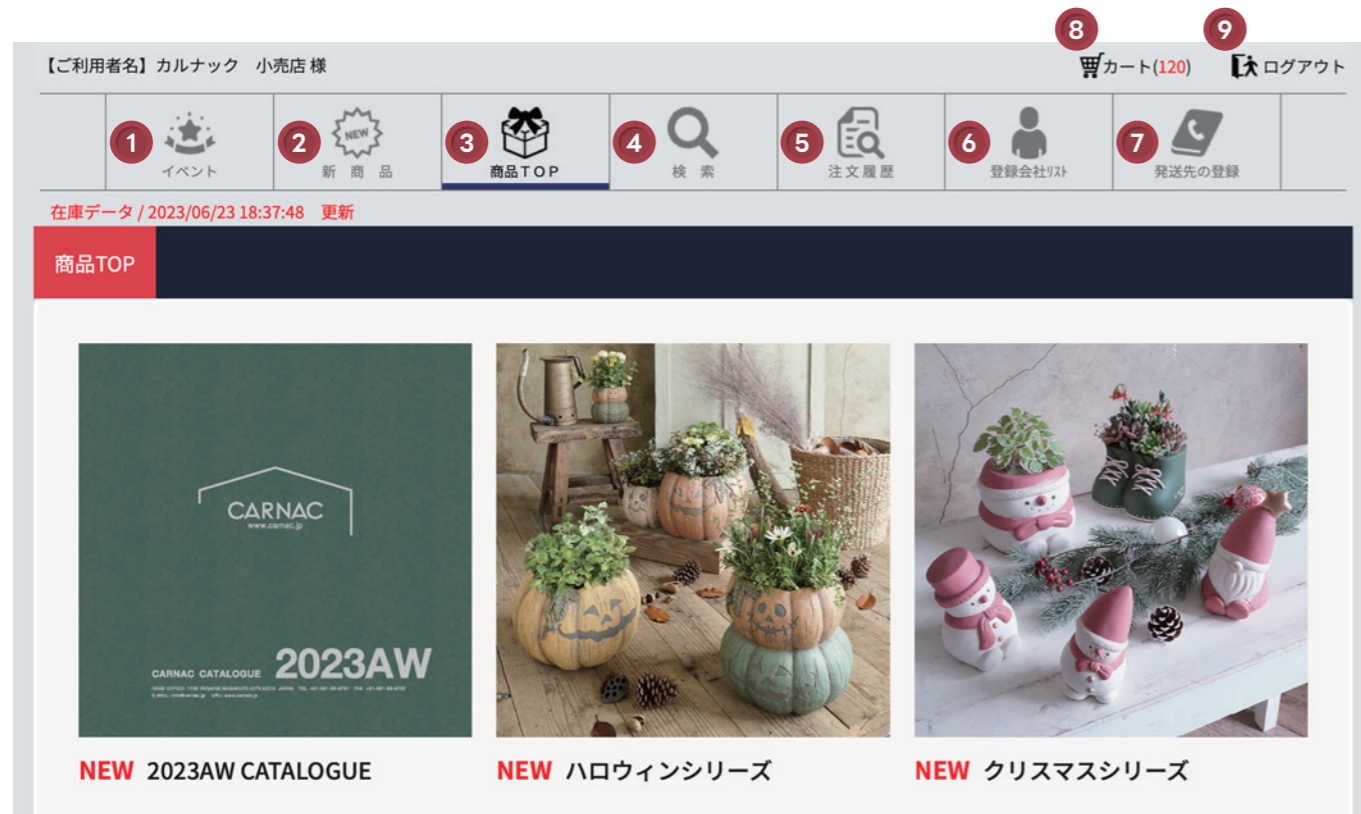 8 9
【ご利用者名】カルナック 小売店 様 カート(120) ログアウト
1 2 NEW 3 4 5 6 7
イベント 新商品 商品TOP 検索 注文履歴 登録会社リスト 発送先の登録
在庫データ / 2023/06/23 18:37:48 更新
商品TOP
CARNAC
www.carnac.jp
CARNAC CATALOGUE 2023AW
NEW 2023AW CATALOGUE
NEW ハロウィンシリーズ
NEW クリスマスシリーズ